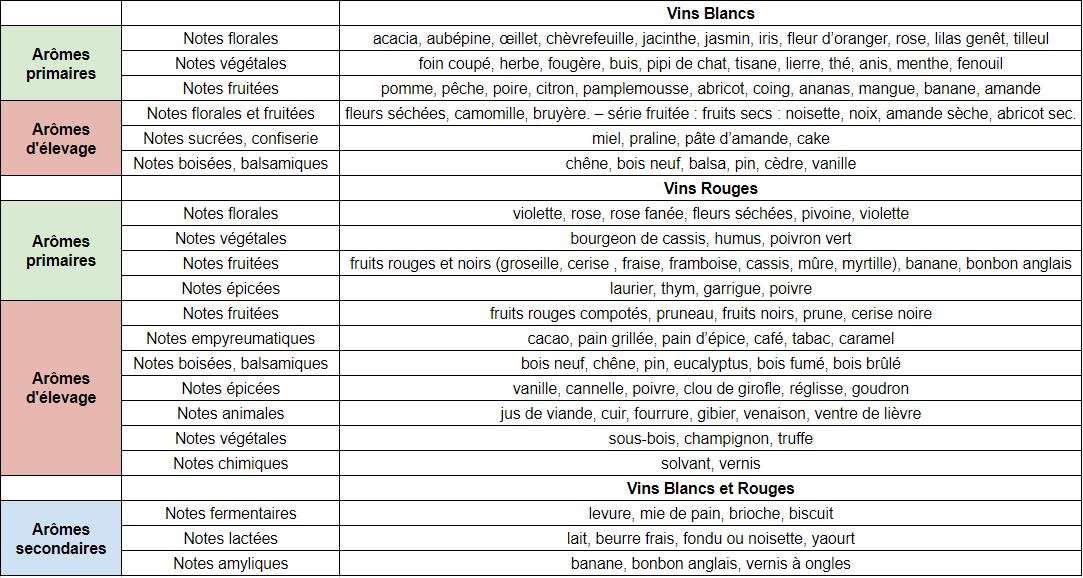 Vins Blancs
Arômes primaires
Notes florales
acacia, aubépine, œillet, chèvrefeuille, jacinthe, jasmin, iris, fleur d’oranger, rose, lilas genêt, tilleul
Notes végétales
foin coupé, herbe, fougère, buis, pipi de chat, tisane, lierre, thé, anis, menthe, fenouil
Notes fruitées
pomme, pêche, poire, citron, pamplemousse, abricot, coing, ananas, mangue, banane, amande
Arômes d'élevage
Notes florales et fruitées
fleurs séchées, camomille, bruyère. – série fruitée : fruits secs : noisette, noix, amande sèche, abricot sec.
Notes sucrées, confiserie
miel, praline, pâte d’amande, cake
Notes boisées, balsamiques
chêne, bois neuf, balsa, pin, cèdre, vanille
Vins Rouges
Arômes primaires
Notes florales
violette, rose, rose fanée, fleurs séchées, pivoine, violette
Notes végétales
bourgeon de cassis, humus, poivron vert
Notes fruitées
fruits rouges et noirs (groseille, cerise , fraise, framboise, cassis, mûre, myrtille), banane, bonbon anglais
Notes épicées
laurier, thym, garrigue, poivre
Arômes d'élevage
Notes fruitées
fruits rouges compotés, pruneau, fruits noirs, prune, cerise noire
Notes empyreumatiques
cacao, pain grillée, pain d’épice, café, tabac, caramel
Notes boisées, balsamiques
bois neuf, chêne, pin, eucalyptus, bois fumé, bois brûlé
Notes épicées
vanille, cannelle, poivre, clou de girofle, réglisse, goudron
Notes animales
jus de viande, cuir, fourrure, gibier, venaison, ventre de lièvre
Notes végétales
sous-bois, champignon, truffe
Notes chimiques
solvant, vernis
Vins Blancs et Rouges
Arômes secondaires
Notes fermentaires
levure, mie de pain, brioche, biscuit
Notes lactées
lait, beurre frais, fondu ou noisette, yaourt
Notes amyliques
banane, bonbon anglais, vernis à ongles